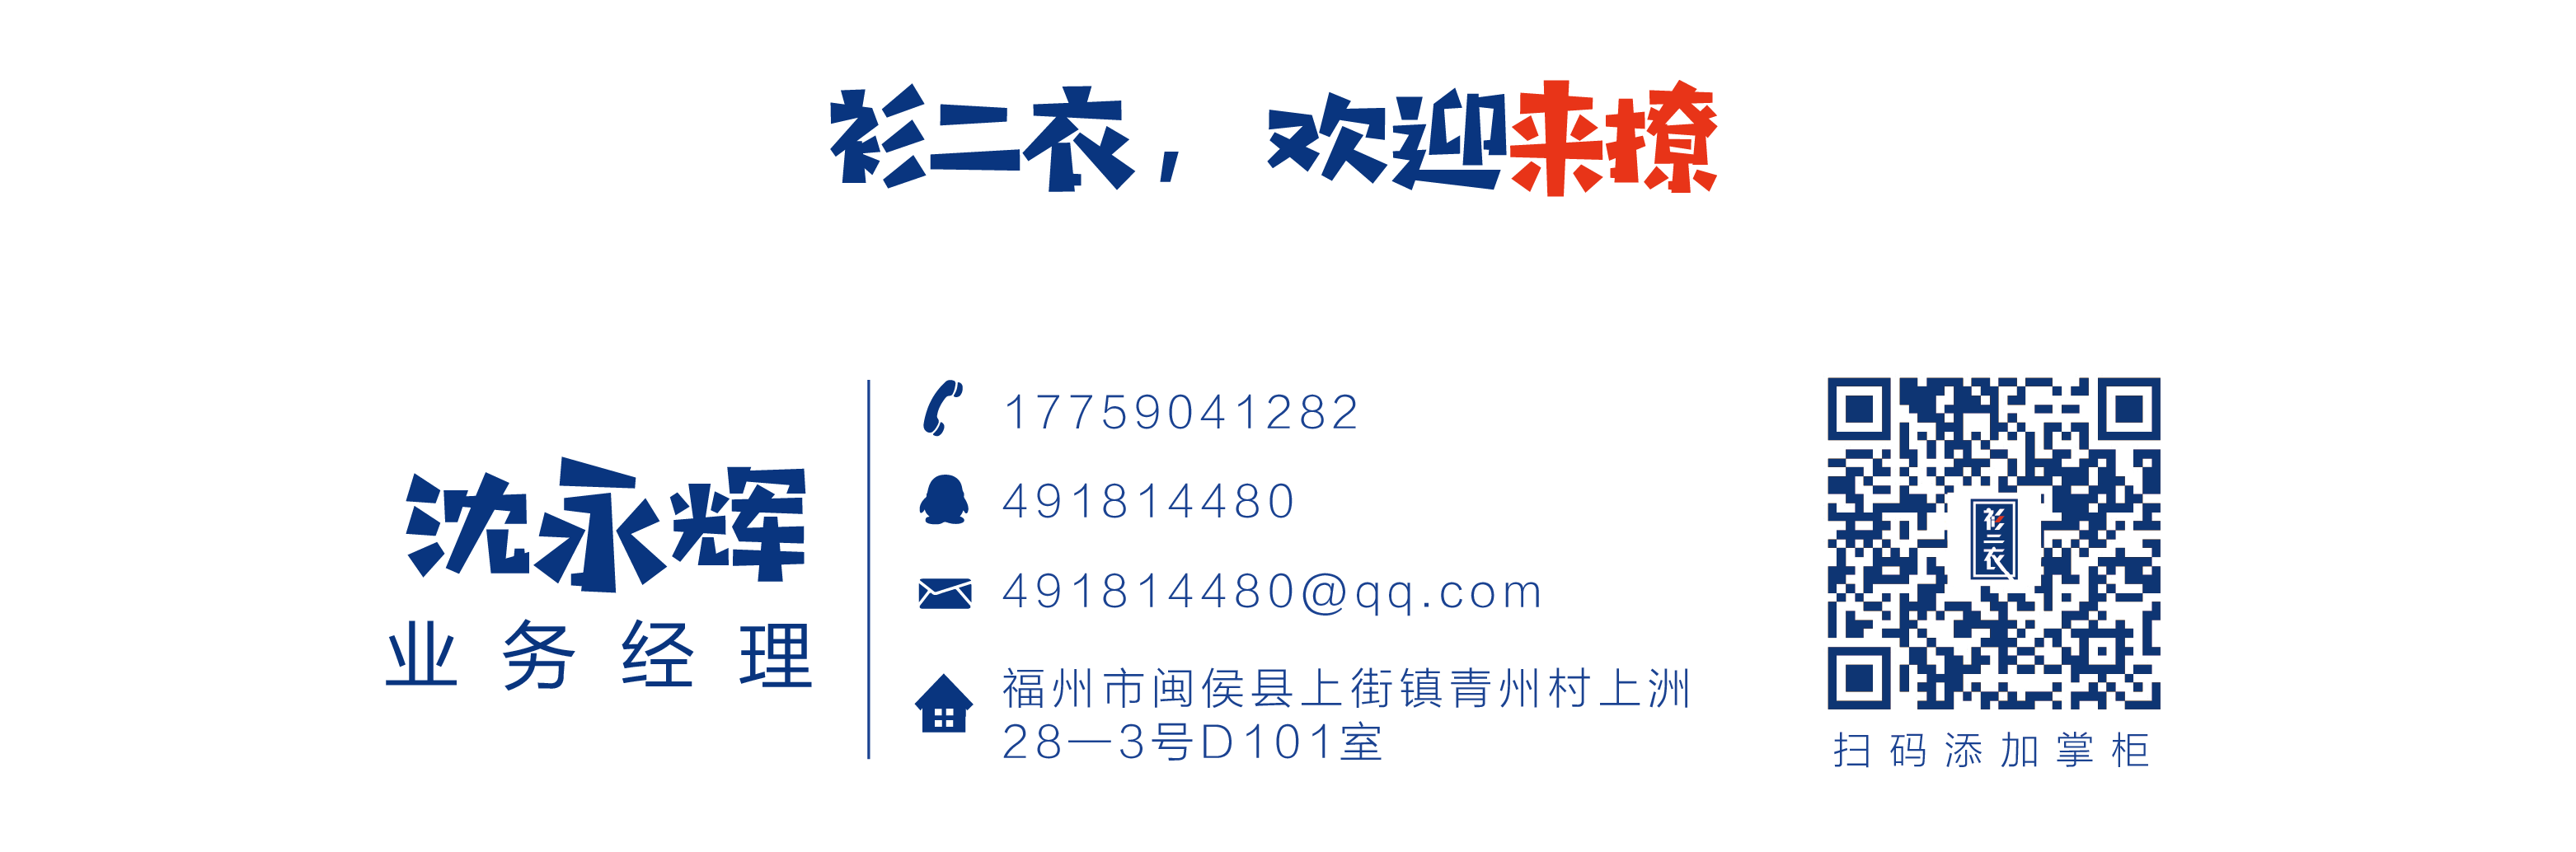 衫二衣，欢迎来撩
沈永辉
业务经理
17759041282
491814480
491814480@qq.com
福州市闽侯县上街镇青州村上洲
28—3号D101室
衫二衣
扫码添加掌柜